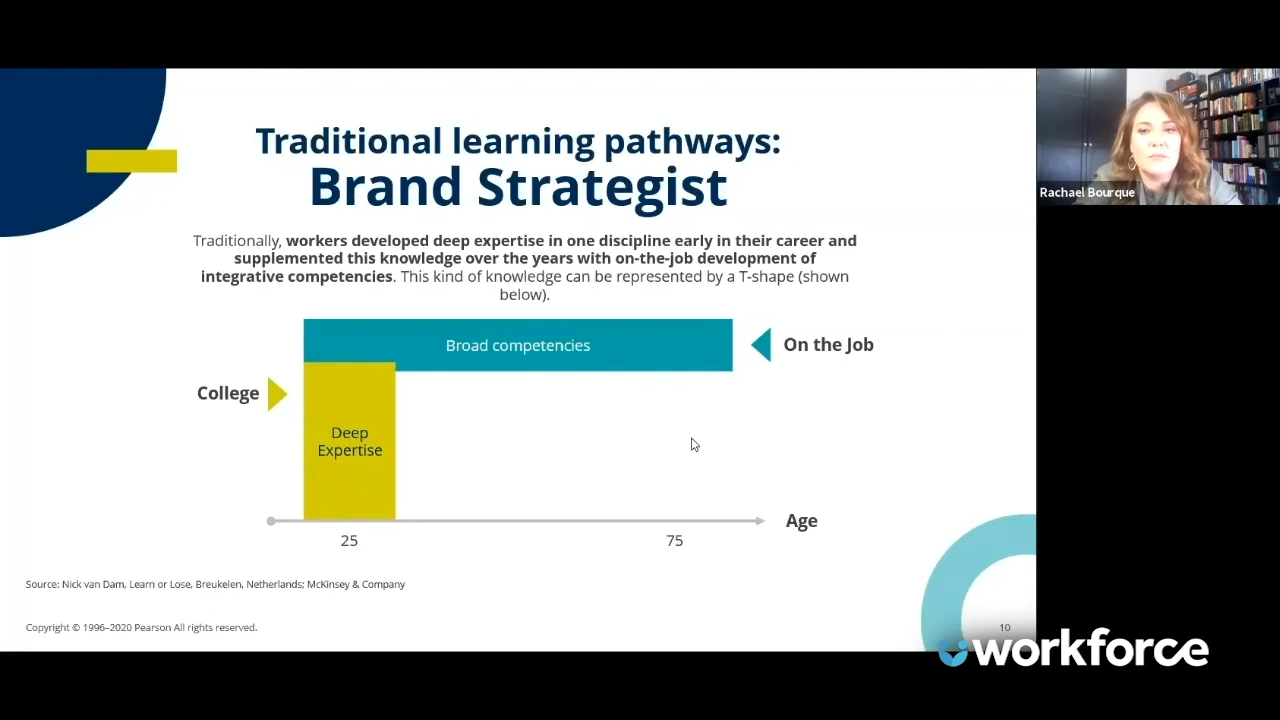 Traditional learning pathways:
Brand Strategist
Traditionally, workers developed deep expertise in one discipline early in their career and
supplemented this knowledge over the years with on-the-job development of
integrative competencies. This kind of knowledge can be represented by a T-shape (shown
below).
Broad competencies
On the Job
College
Deep
Expertise
Age
25
75
Source: Nick van Dam, Learn or Lose, Breukelen, Netherlands; McKinsey & Company
Copyright © 1996–2020 Pearson All rights reserved.
10
Rachael Bourque
workforce